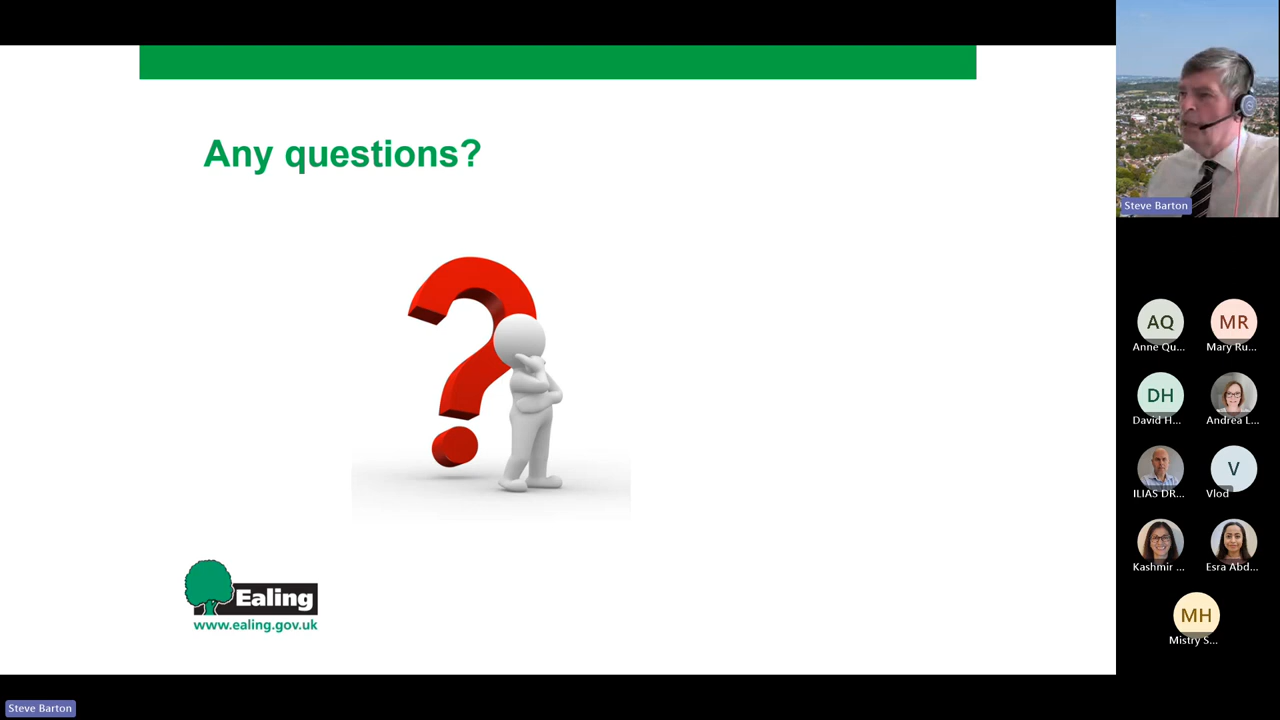 Any questions?
Ealing
www.ealing.gov.uk
Steve Barton
Steve Barton
AQ
Anne Qu...
MR
Mary Ru...
DH
David H...
Andrea L...
ILIAS DR...
V
Vlod
Kashmir ...
Esra Abd...
MH
Mistry S...